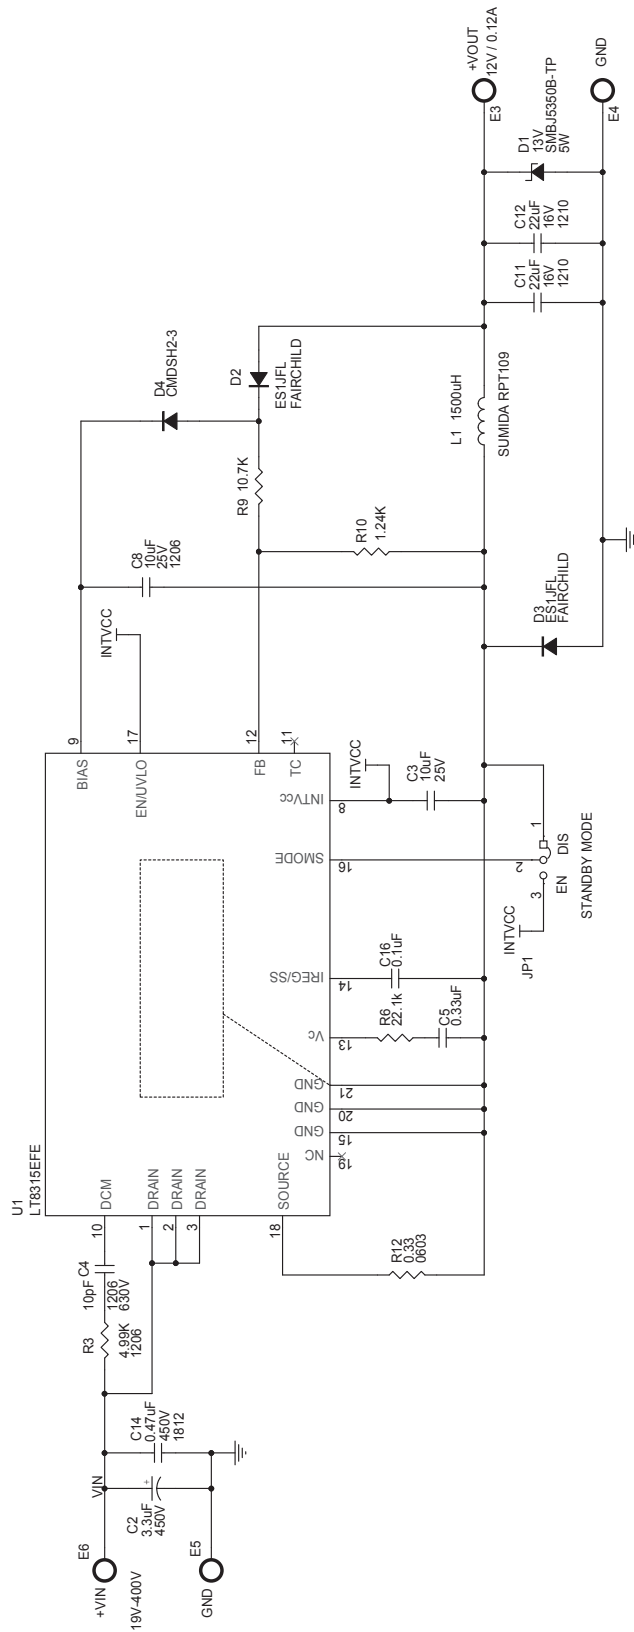 +VIN
E6
19V-400V
GND
E5
VIN
C2
3.3uF
450V
+
C14
0.47uF
450V
1812
R3
4.99K
1206
10pF C4
1206
630V
U1
LT8315EFE
10
DCM
1
DRAIN
2
DRAIN
3
DRAIN
18
SOURCE
NC
19
GND
15
GND
20
GND
21
Vc
13
IREG/SS
14
SMODE
16
INTVcc
8
BIAS
9
EN/UVLO
17
FB
12
TC
11
R12
0.33
0603
R6
22.1k
C5
0.33uF
C16
0.1uF
INTVCC
C3
10uF
25V
INTVCC
JP1
3
EN
2
DIS
1
STANDBY MODE
INTVCC
C8
10uF
25V
1206
R9 10.7K
R10
1.24K
D4
CMDSH2-3
D2
ES1JFL
FAIRCHILD
D3
ES1JFL
FAIRCHILD
L1 1500uH
SUMIDA RPT109
C11
22uF
16V
1210
C12
22uF
16V
1210
D1
13V
SMBJ5350B-TP
5W
+VOUT
12V / 0.12A
E3
GND
E4